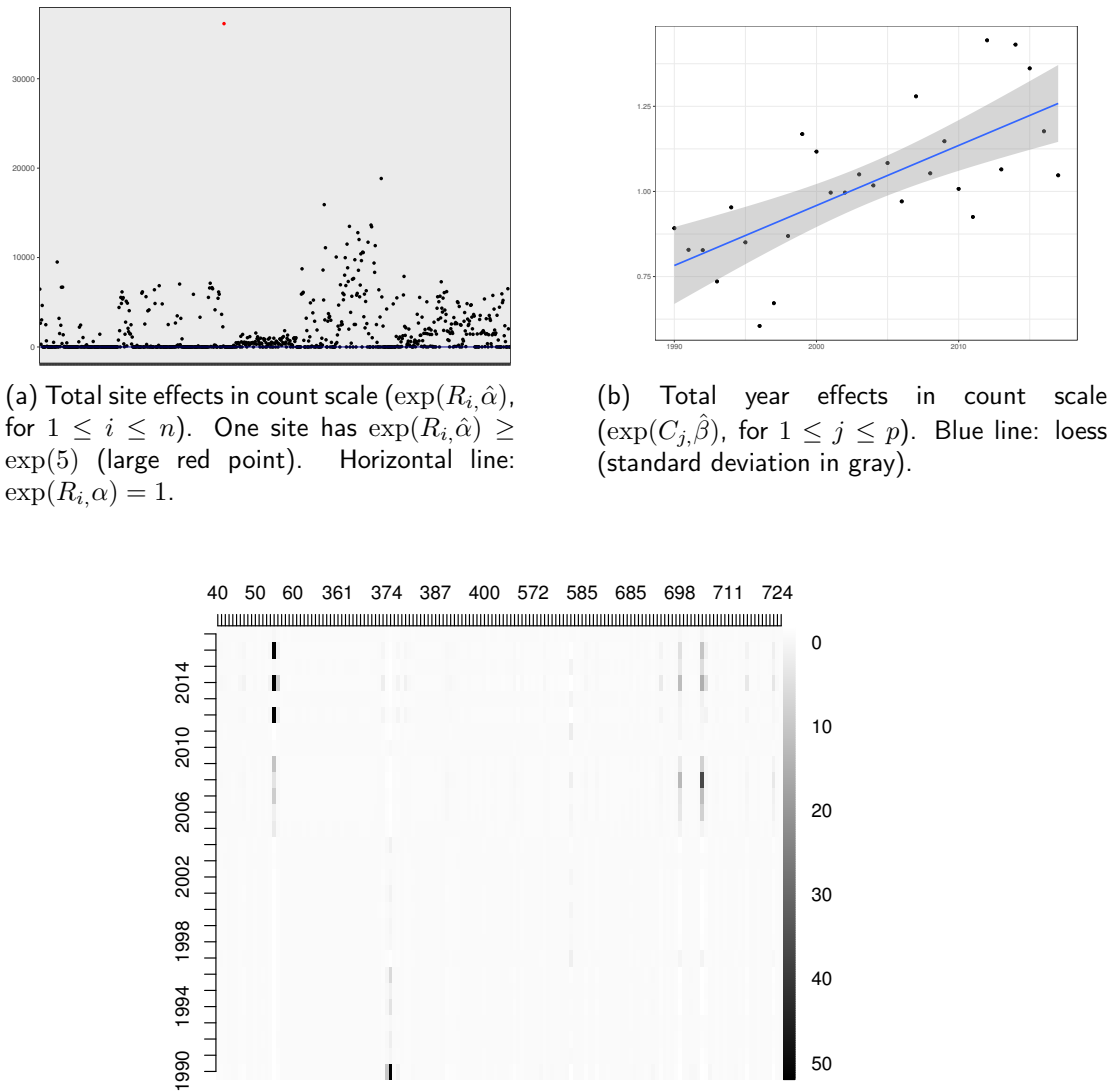 30000
20000
10000
0
1.25
1.00
0.75
1990 2000 2010
(a) Total site effects in count scale (exp(R_i,α̂),
for 1 ≤ i ≤ n). One site has exp(R_i,α̂) ≥
exp(5) (large red point). Horizontal line:
exp(R_i,α) = 1.
(b) Total year effects in count scale
(exp(C_j,β̂), for 1 ≤ j ≤ p). Blue line: loess
(standard deviation in gray).
40 50 60 361 374 387 400 572 585 685 698 711 724
2014
2010
2006
2002
1998
1994
1990
0
10
20
30
40
50